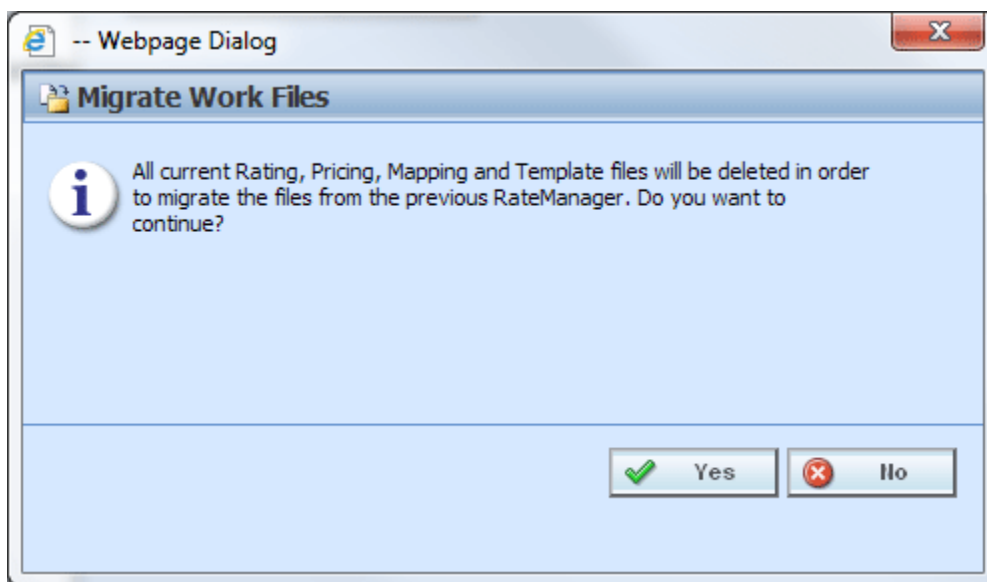 -- Webpage Dialog
Migrate Work Files
All current Rating, Pricing, Mapping and Template files will be deleted in order
to migrate the files from the previous RateManager. Do you want to
continue?
Yes
No